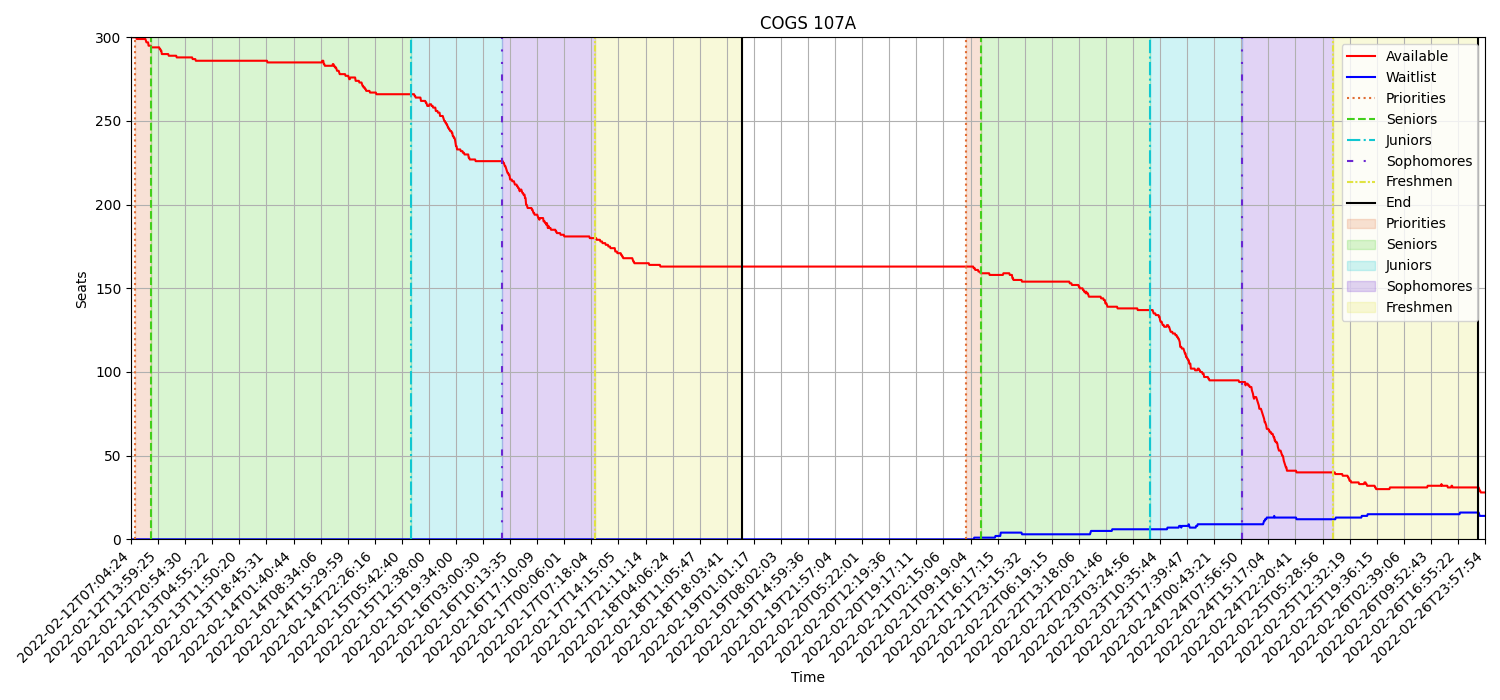 COGS 107A
300
250
200
150
100
50
0
Seats
Available
Waitlist
Priorities
Seniors
Juniors
Sophomores
Freshmen
End
Priorities
Seniors
Juniors
Sophomores
Freshmen
2022-02-12T07:04:24
2022-02-12T13:59:25
2022-02-12T20:54:30
2022-02-13T04:55:22
2022-02-13T11:50:20
2022-02-13T18:45:31
2022-02-14T01:40:44
2022-02-14T08:34:06
2022-02-14T15:29:59
2022-02-14T22:26:16
2022-02-15T05:42:40
2022-02-15T12:38:00
2022-02-15T19:34:00
2022-02-16T03:00:30
2022-02-16T10:13:35
2022-02-16T17:10:09
2022-02-17T00:06:01
2022-02-17T07:18:04
2022-02-17T14:15:05
2022-02-17T21:11:14
2022-02-18T04:06:24
2022-02-18T11:05:47
2022-02-18T18:03:41
2022-02-19T01:01:17
2022-02-19T08:02:03
2022-02-19T14:59:36
2022-02-19T21:57:04
2022-02-20T05:22:01
2022-02-20T12:19:36
2022-02-20T19:17:11
2022-02-21T02:15:06
2022-02-21T09:19:04
2022-02-21T16:17:15
2022-02-21T23:15:32
2022-02-22T06:19:15
2022-02-22T13:18:06
2022-02-22T20:21:46
2022-02-23T03:24:56
2022-02-23T10:35:44
2022-02-23T17:39:47
2022-02-24T00:43:21
2022-02-24T07:56:50
2022-02-24T15:17:04
2022-02-24T22:20:41
2022-02-25T05:28:56
2022-02-25T12:32:19
2022-02-25T19:36:15
2022-02-26T02:39:06
2022-02-26T09:52:43
2022-02-26T16:55:22
2022-02-26T23:57:54
Time